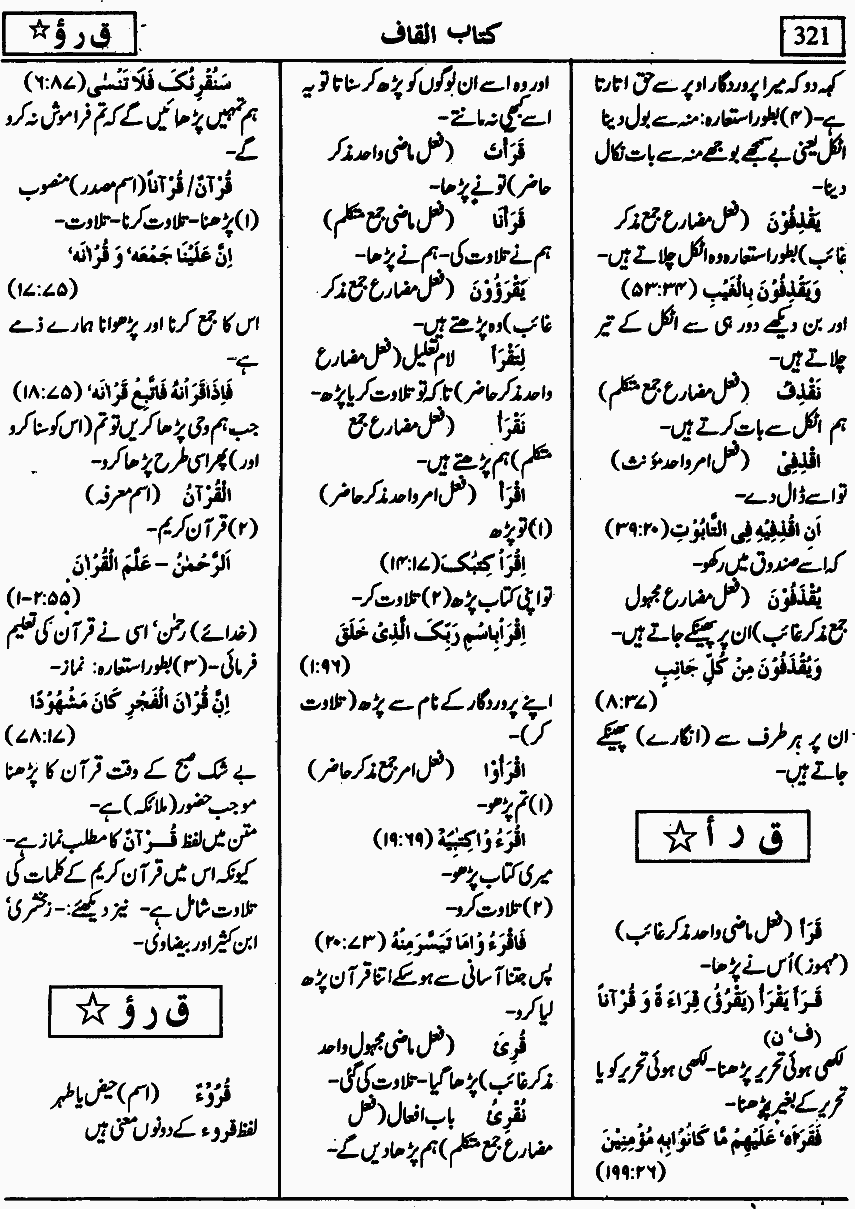 321
کتاب القاف
ق رؤ ☆
کہہ دو کہ میرا پروردگار اوپر سے حق اتارتا
ہے-(۴) بطور استعارہ: منہ سے بول دینا
اٹکل یعنی بے سمجھے بوجھے منہ سے بات نکال
دینا-
یَقْذِفُوْنَ (فعل مضارع جمع مذکر
غائب) بطور استعارہ وہ اٹکل چلاتے ہیں-
وَیَقْذِفُوْنَ بِالْغَیْبِ (۵۳:۳۴)
اور بن دیکھے دور ہی سے اٹکل کے تیر
چلاتے ہیں-
نَقْذِفُ (فعل مضارع جمع متکلم)
ہم اٹکل سے بات کرتے ہیں-
اقْذِفِیْ (فعل امر واحد مؤنث)
تو اسے ڈال دے-
اَنِ اقْذِفِیْهِ فِی التَّابُوْتِ (۳۹:۲۰)
کہ اسے صندوق میں رکھو-
یُقْذَفُوْنَ (فعل مضارع مجہول
جمع مذکر غائب) ان پر پھینکے جاتے ہیں-
وَیُقْذَفُوْنَ مِنْ کُلِّ جَانِبٍ
(۸:۳۷)
ان پر ہر طرف سے (انگارے) پھینکے
جاتے ہیں-
ق ر أ ☆
قَرَأَ (فعل ماضی واحد مذکر غائب)
(مہموز) اُس نے پڑھا-
قَرَأَ یَقْرَأُ (یَقْرُؤُ) قِرَاءَةً وَ قُرْآناً
(ف، ن)
لکھی ہوئی تحریر پڑھنا-لکھی ہوئی تحریر کو یا
تحریر کے بغیر پڑھنا-
فَقَرَاَهٗ عَلَیْهِمْ مَّا کَانُوْا بِهٖ مُؤْمِنِیْنَ
(۱۹۹:۲۶)
اور وہ اسے ان لوگوں کو پڑھ کر سناتا تو یہ
اسے کبھی نہ مانتے-
قَرَأْتَ (فعل ماضی واحد مذکر
حاضر) تو نے پڑھا-
قَرَأْنَا (فعل ماضی جمع متکلم)
ہم نے تلاوت کی-ہم نے پڑھا-
یَقْرَؤُوْنَ (فعل مضارع جمع مذکر
غائب) وہ پڑھتے ہیں-
لِتَقْرَأَ لام تعلیل (فعل مضارع
واحد مذکر حاضر) تاکہ تو تلاوت کر یا پڑھ-
نَقْرَأُ (فعل مضارع جمع
متکلم) ہم پڑھتے ہیں-
اقْرَأْ (فعل امر واحد مذکر حاضر)
(۱) تو پڑھ
اِقْرَاْ کِتٰبَکَ (۱۴:۱۷)
تو اپنی کتاب پڑھ (۲) تلاوت کر-
اِقْرَاْ بِاسْمِ رَبِّکَ الَّذِیْ خَلَقَ
(۱:۹۶)
اپنے پروردگار کے نام سے پڑھ (تلاوت
کر)-
اقْرَأُوْا (فعل امر جمع مذکر حاضر)
(۱) تم پڑھو-
اقْرَءُوْا کِتٰبِیَهْ (۱۹:۶۹)
میری کتاب پڑھو-
(۲) تلاوت کرو-
فَاقْرَءُوْا مَا تَیَسَّرَ مِنْهُ (۲۰:۷۳)
پس جتنا آسانی سے ہو سکے اتنا قرآن پڑھ
لیا کرو-
قُرِئَ (فعل ماضی مجہول واحد
مذکر غائب) پڑھا گیا-تلاوت کی گئی-
نُقْرِئُ باب افعال (فعل
مضارع جمع متکلم) ہم پڑھادیں گے-
سَنُقْرِئُکَ فَلَا تَنْسٰی (۶:۸۷)
ہم تمہیں پڑھائیں گے کہ تم فراموش نہ کرو
گے-
قُرْآنٌ/قُرْآناً (اسم مصدر) منصوب
(۱) پڑھنا-تلاوت کرنا-تلاوت-
اِنَّ عَلَیْنَا جَمْعَهٗ وَ قُرْاٰنَهٗ
(۱۷:۷۵)
اس کا جمع کرنا اور پڑھوانا ہمارے ذمے
ہے-
فَاِذَا قَرَاْنٰهُ فَاتَّبِعْ قُرْاٰنَهٗ (۱۸:۷۵)
جب ہم وحی پڑھا کریں تو تم (اس کو سنا کرو
اور) پھر اسی طرح پڑھا کرو-
الْقُرْآنُ (اسم معرفہ)
(۲) قرآن کریم-
اَلرَّحْمٰنُ - عَلَّمَ الْقُرْاٰنَ
(۱-۲:۵۵)
(خدائے) رحمٰن، اسی نے قرآن کی تعلیم
فرمائی-(۳) بطور استعارہ: نماز-
اِنَّ قُرْاٰنَ الْفَجْرِ کَانَ مَشْهُوْدًا
(۷۸:۱۷)
بے شک صبح کے وقت قرآن کا پڑھنا
موجب حضور (ملائکہ) ہے-
متن میں لفظ قُرْآنٌ کا مطلب نماز ہے-
کیونکہ اس میں قرآن کریم کے کلمات کی
تلاوت شامل ہے- نیز دیکھئے:- زمخشری،
ابن کثیر اور بیضاوی-
ق رؤ ☆
قُرُوْءٌ (اسم) حیض یا طہر
لفظ قروء کے دونوں معنی ہیں